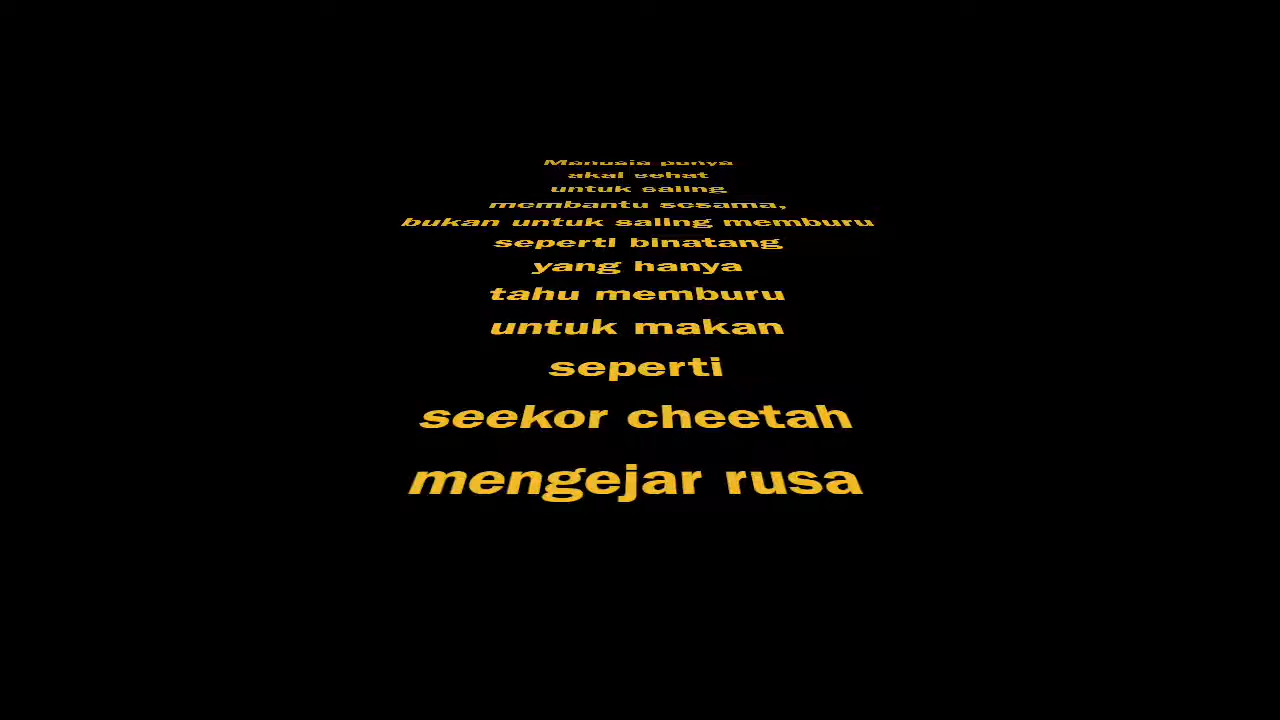 Manusia punya
akal sehat
untuk saling
membantu sesama,
bukan untuk saling memburu
seperti binatang
yang hanya
tahu memburu
untuk makan
seperti
seekor cheetah
mengejar rusa